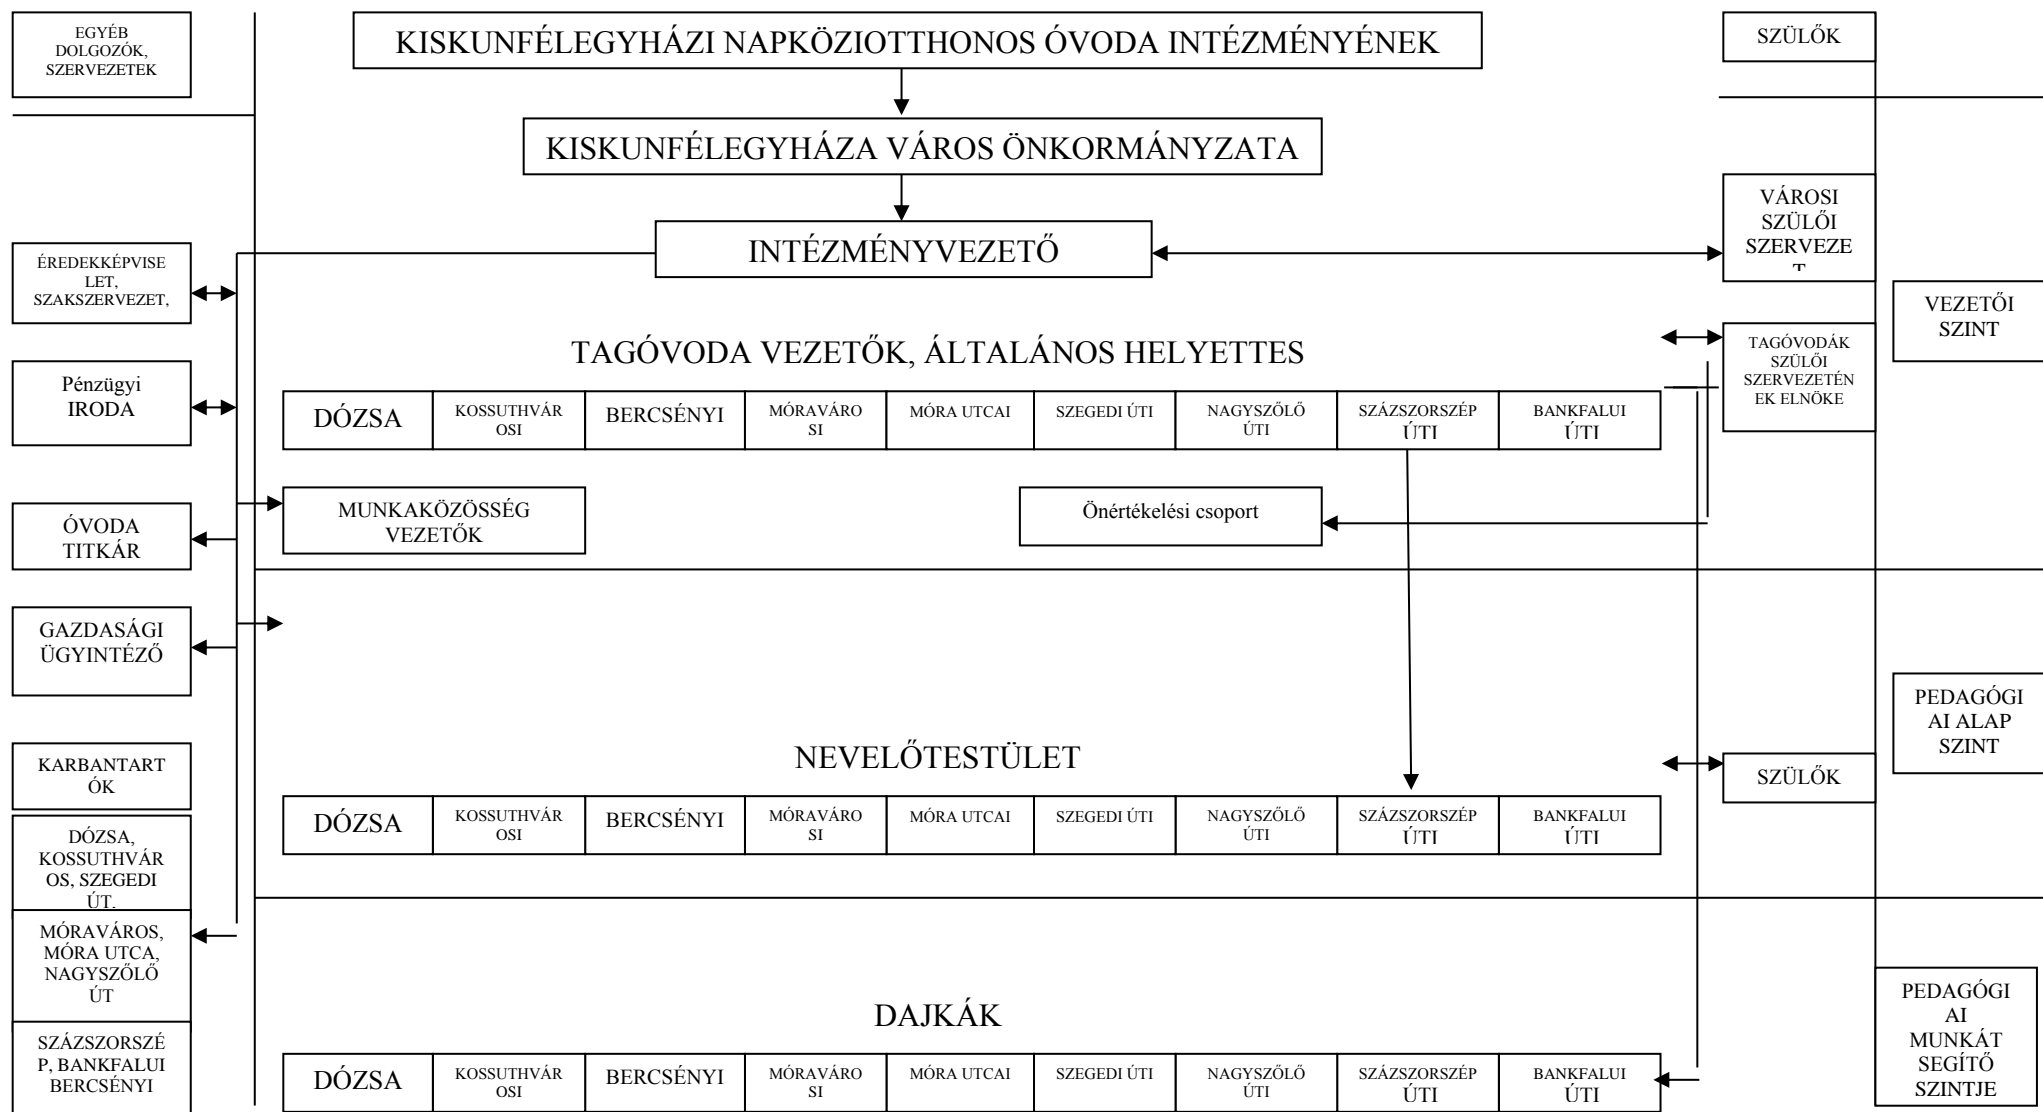 EGYÉB
DOLGOZÓK,
SZERVEZETEK
KISKUNFÉLEGYHÁZI NAPKÖZIOTTHONOS ÓVODA INTÉZMÉNYÉNEK
SZÜLŐK
KISKUNFÉLEGYHÁZA VÁROS ÖNKORMÁNYZATA
VÁROSI
SZÜLŐI
SZERVEZE
T
INTÉZMÉNYVEZETŐ
ÉREDEKKÉPVISE
LET,
SZAKSZERVEZET,
VEZETŐI
SZINT
TAGÓVODA VEZETŐK, ÁLTALÁNOS HELYETTES
TAGÓVODÁK
SZÜLŐI
SZERVEZETÉN
EK ELNÖKE
Pénzügyi
IRODA
DÓZSA
KOSSUTHVÁR
OSI
BERCSÉNYI
MÓRAVÁRO
SI
MÓRA UTCAI
SZEGEDI ÚTI
NAGYSZŐLŐ
ÚTI
SZÁZSZORSZÉP
ÚTI
BANKFALUI
ÚTI
MUNKAKÖZÖSSÉG
VEZETŐK
Önértékelési csoport
ÓVODA
TITKÁR
GAZDASÁGI
ÜGYINTÉZŐ
PEDAGÓGI
AI ALAP
SZINT
NEVELŐTESTÜLET
SZÜLŐK
KARBANTART
ÓK
DÓZSA
KOSSUTHVÁR
OSI
BERCSÉNYI
MÓRAVÁRO
SI
MÓRA UTCAI
SZEGEDI ÚTI
NAGYSZŐLŐ
ÚTI
SZÁZSZORSZÉP
ÚTI
BANKFALUI
ÚTI
DÓZSA,
KOSSUTHVÁR
OS, SZEGEDI
ÚT.
MÓRAVÁROS,
MÓRA UTCA,
NAGYSZŐLŐ
ÚT
SZÁZSZORSZÉ
P, BANKFALUI
BERCSÉNYI
DAJKÁK
PEDAGÓGI
AI
MUNKÁT
SEGÍTŐ
SZINTJE
DÓZSA
KOSSUTHVÁR
OSI
BERCSÉNYI
MÓRAVÁRO
SI
MÓRA UTCAI
SZEGEDI ÚTI
NAGYSZŐLŐ
ÚTI
SZÁZSZORSZÉP
ÚTI
BANKFALUI
ÚTI